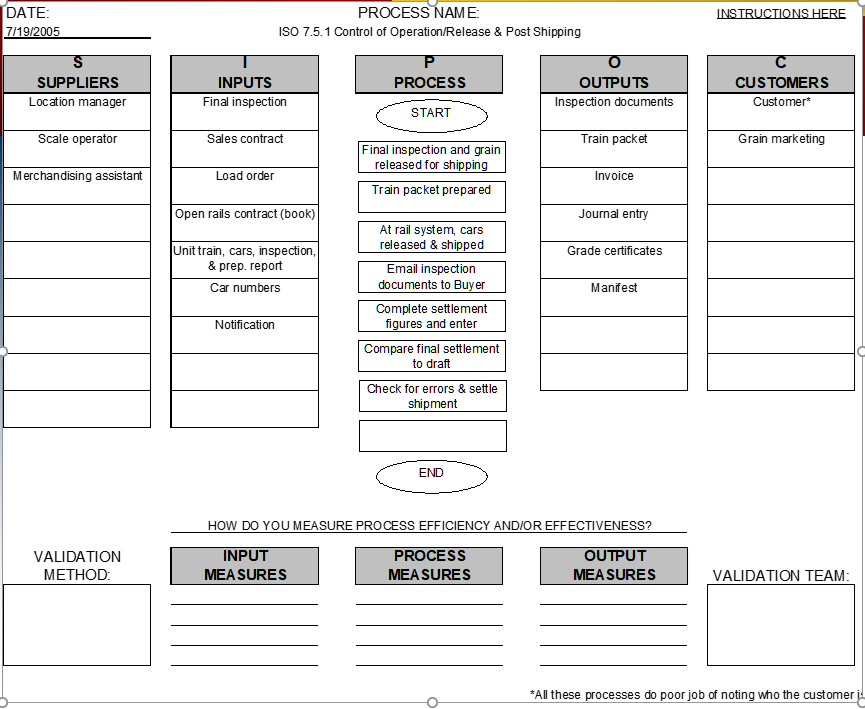 DATE:
PROCESS NAME:
INSTRUCTIONS HERE
7/19/2005
ISO 7.5.1 Control of Operation/Release & Post Shipping
S
SUPPLIERS
Location manager
Scale operator
Merchandising assistant
I
INPUTS
Final inspection
Sales contract
Load order
Open rails contract (book)
Unit train, cars, inspection,
& prep. report
Car numbers
Notification
P
PROCESS
START
Final inspection and grain
released for shipping
Train packet prepared
At rail system, cars
released & shipped
Email inspection
documents to Buyer
Complete settlement
figures and enter
Compare final settlement
to draft
Check for errors & settle
shipment
END
O
OUTPUTS
Inspection documents
Train packet
Invoice
Journal entry
Grade certificates
Manifest
C
CUSTOMERS
Customer*
Grain marketing
HOW DO YOU MEASURE PROCESS EFFICIENCY AND/OR EFFECTIVENESS?
VALIDATION
METHOD:
INPUT
MEASURES
PROCESS
MEASURES
OUTPUT
MEASURES
VALIDATION TEAM:
*All these processes do poor job of noting who the customer